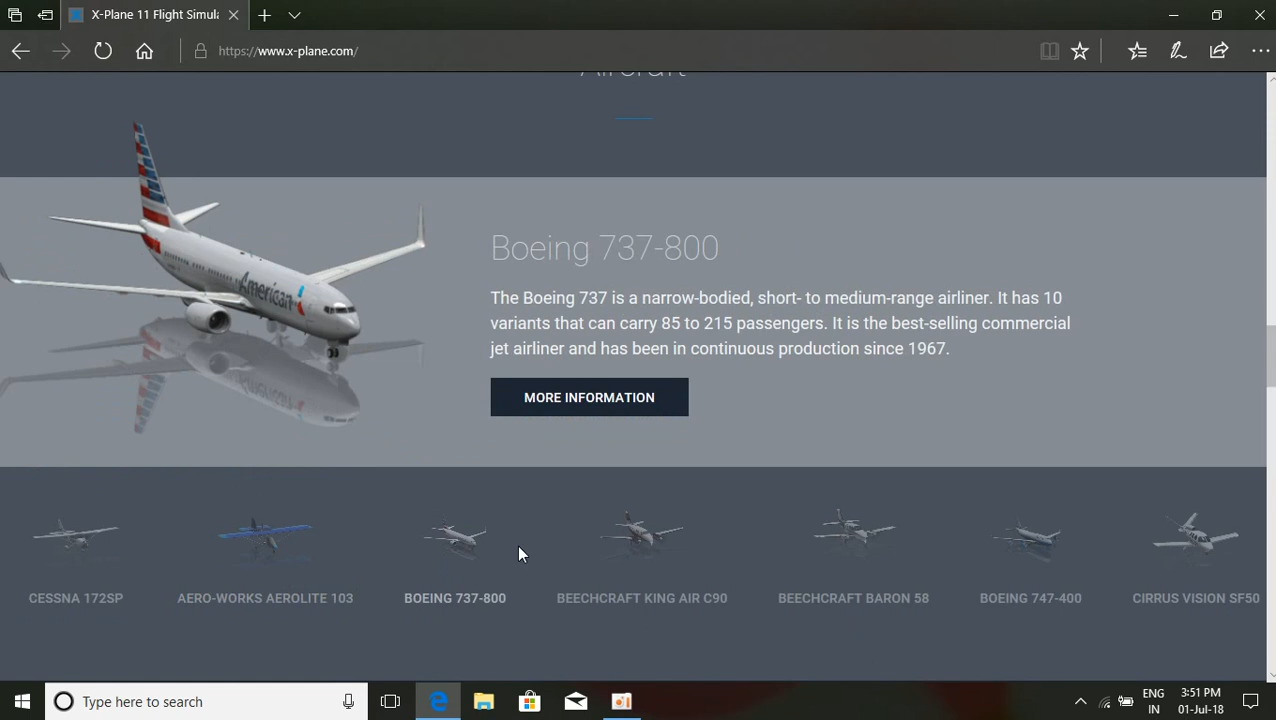 X-Plane 11 Flight Simula
https://www.x-plane.com/
Aircraft
American
Boeing 737-800
The Boeing 737 is a narrow-bodied, short- to medium-range airliner. It has 10
variants that can carry 85 to 215 passengers. It is the best-selling commercial
jet airliner and has been in continuous production since 1967.
MORE INFORMATION
CESSNA 172SP
AERO-WORKS AEROLITE 103
BOEING 737-800
BEECHCRAFT KING AIR C90
BEECHCRAFT BARON 58
BOEING 747-400
CIRRUS VISION SF50
Type here to search
ENG
IN
3:51 PM
01-Jul-18